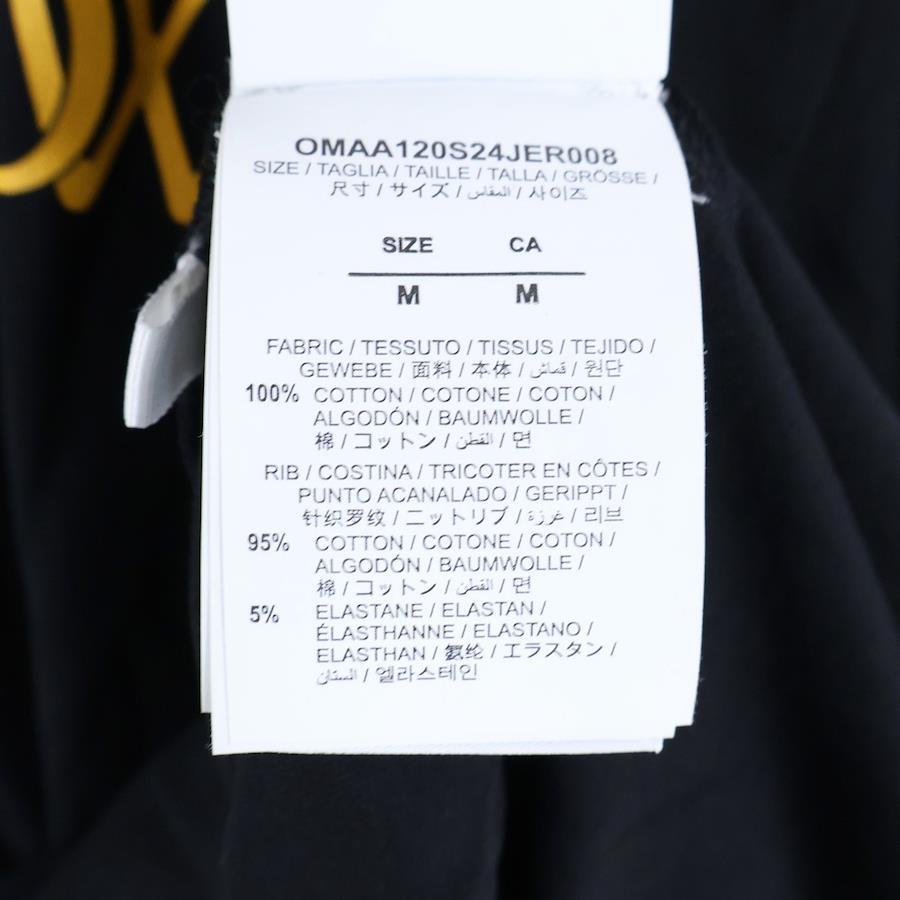 OMAA120S24JER008
SIZE / TAGLIA / TAILLE / TALLA / GRÖSSE /
尺寸 / サイズ / المقاس / 사이즈
SIZE CA
M M
FABRIC / TESSUTO / TISSUS / TEJIDO /
GEWEBE / 面料 / 本体 / قماش / 원단
100% COTTON / COTONE / COTON /
ALGODÓN / BAUMWOLLE /
棉 / コットン / القطن / 면
RIB / COSTINA / TRICOTER EN CÔTES /
PUNTO ACANALADO / GERIPPT /
针织罗纹 / ニットリブ / غرزة / 리브
95% COTTON / COTONE / COTON /
ALGODÓN / BAUMWOLLE /
棉 / コットン / القطن / 면
5% ELASTANE / ELASTAN /
ÉLASTHANNE / ELASTANO /
ELASTHAN / 氨纶 / エラスタン /
/ 엘라스테인